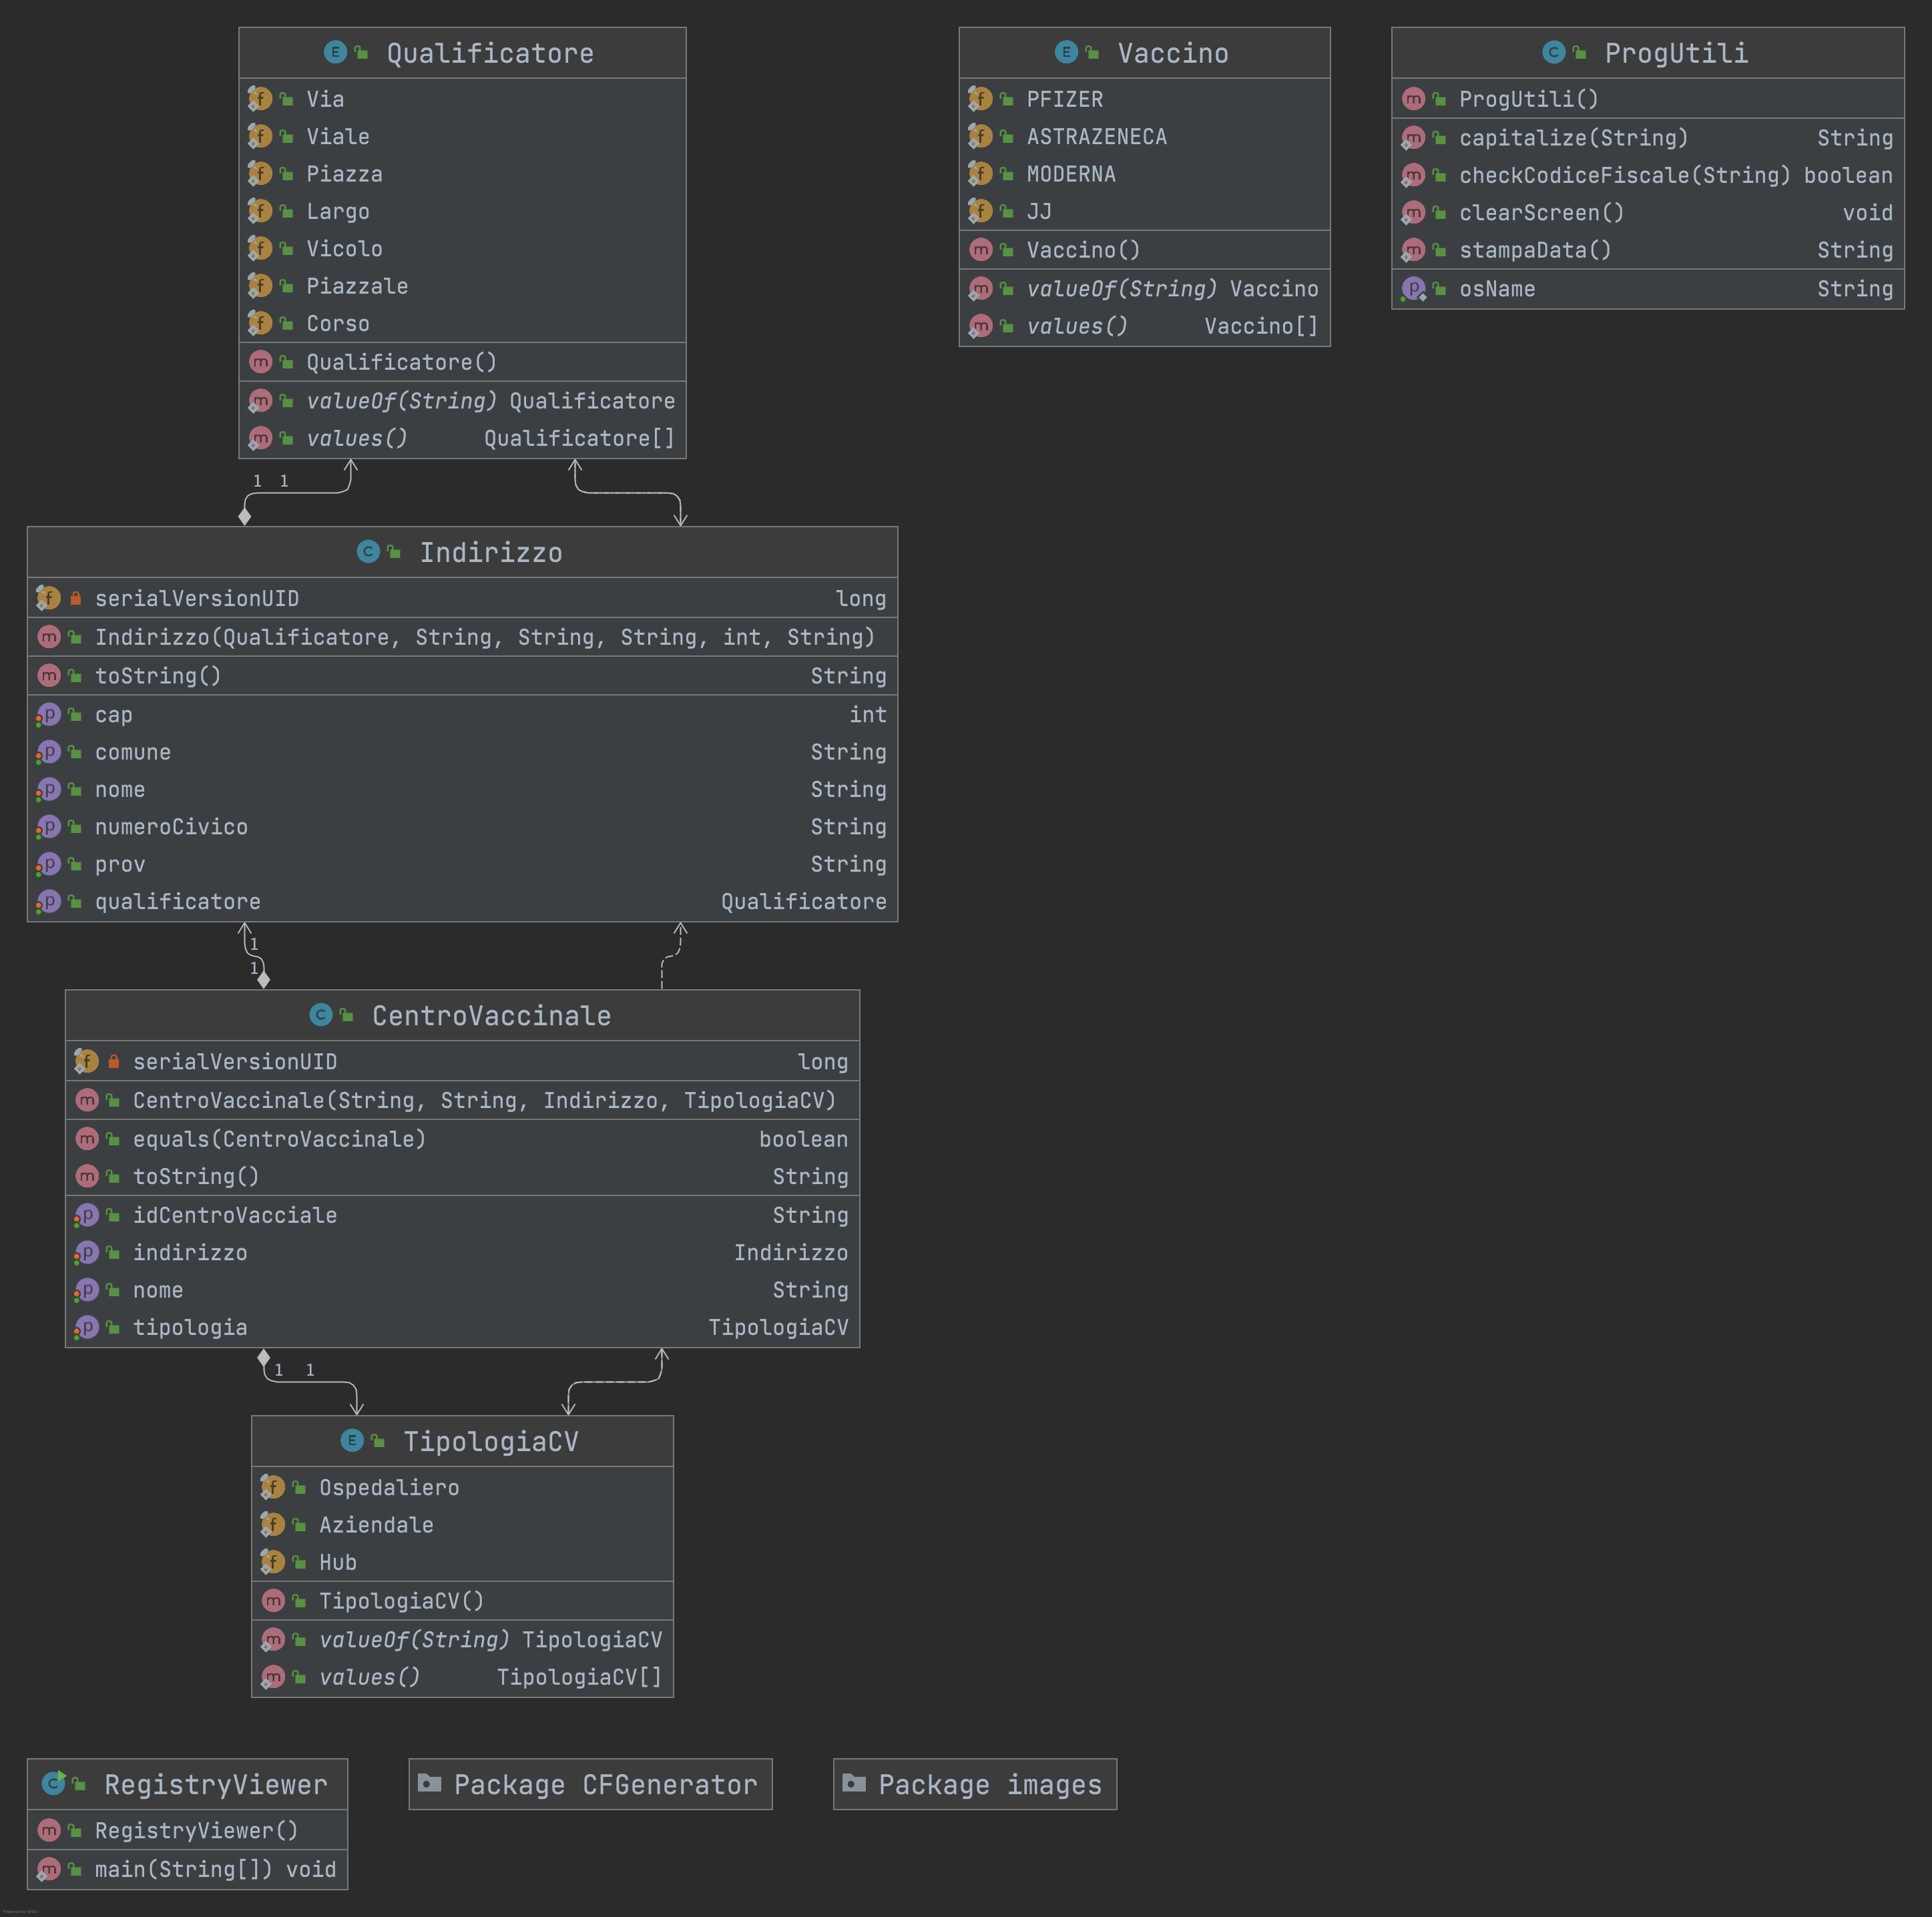 Qualificatore
Via
Viale
Piazza
Largo
Vicolo
Piazzale
Corso
Qualificatore()
valueOf(String) Qualificatore
values() Qualificatore[]
Vaccino
PFIZER
ASTRAZENECA
MODERNA
JJ
Vaccino()
valueOf(String) Vaccino
values() Vaccino[]
ProgUtili
ProgUtili()
capitalize(String) String
checkCodiceFiscale(String) boolean
clearScreen() void
stampaData() String
osName String
1 1
Indirizzo
serialVersionUID long
Indirizzo(Qualificatore, String, String, String, int, String)
toString() String
cap int
comune String
nome String
numeroCivico String
prov String
qualificatore Qualificatore
1
1
CentroVaccinale
serialVersionUID long
CentroVaccinale(String, String, Indirizzo, TipologiaCV)
equals(CentroVaccinale) boolean
toString() String
idCentroVacciale String
indirizzo Indirizzo
nome String
tipologia TipologiaCV
1 1
TipologiaCV
Ospedaliero
Aziendale
Hub
TipologiaCV()
valueOf(String) TipologiaCV
values() TipologiaCV[]
RegistryViewer
RegistryViewer()
main(String[]) void
Package CFGenerator
Package images
Powered by yFiles